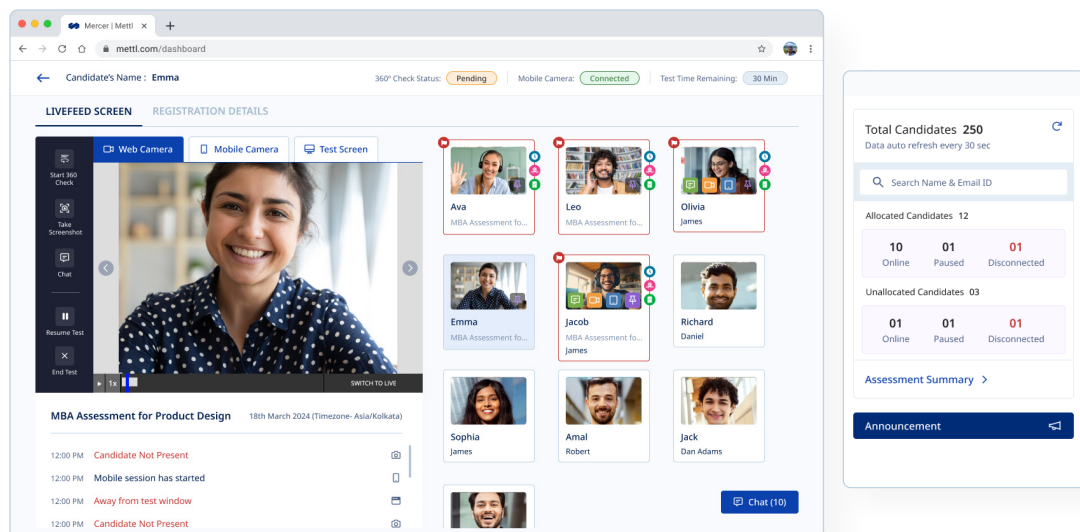 Mercer | Mettl
mettl.com/dashboard
Candidate's Name : Emma
360° Check Status: Pending
Mobile Camera: Connected
Test Time Remaining: 30 Min
LIVEFEED SCREEN
REGISTRATION DETAILS
Start 360
Check
Take
Screenshot
Chat
Resume Test
End Test
Web Camera
Mobile Camera
Test Screen
1x
SWITCH TO LIVE
MBA Assessment for Product Design
18th March 2024 (Timezone- Asia/Kolkata)
12:00 PM Candidate Not Present
12:00 PM Mobile session has started
12:00 PM Away from test window
12:00 PM Candidate Not Present
Ava
MBA Assessment fo...
Leo
MBA Assessment fo...
Olivia
James
Emma
MBA Assessment fo...
Jacob
MBA Assessment fo...
James
Richard
Daniel
Sophia
James
Amal
Robert
Jack
Dan Adams
Chat (10)
Total Candidates 250
Data auto refresh every 30 sec
Search Name & Email ID
Allocated Candidates 12
10 01 01
Online Paused Disconnected
Unallocated Candidates 03
01 01 01
Online Paused Disconnected
Assessment Summary
Announcement